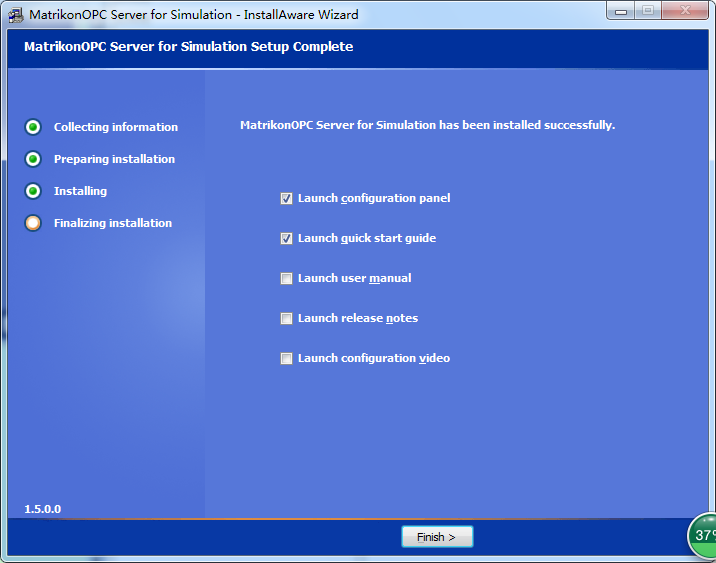 MatrikonOPC Server for Simulation - InstallAware Wizard
MatrikonOPC Server for Simulation Setup Complete
Collecting information
Preparing installation
Installing
Finalizing installation
MatrikonOPC Server for Simulation has been installed successfully.
Launch configuration panel
Launch quick start guide
Launch user manual
Launch release notes
Launch configuration video
1.5.0.0
Finish >
37%